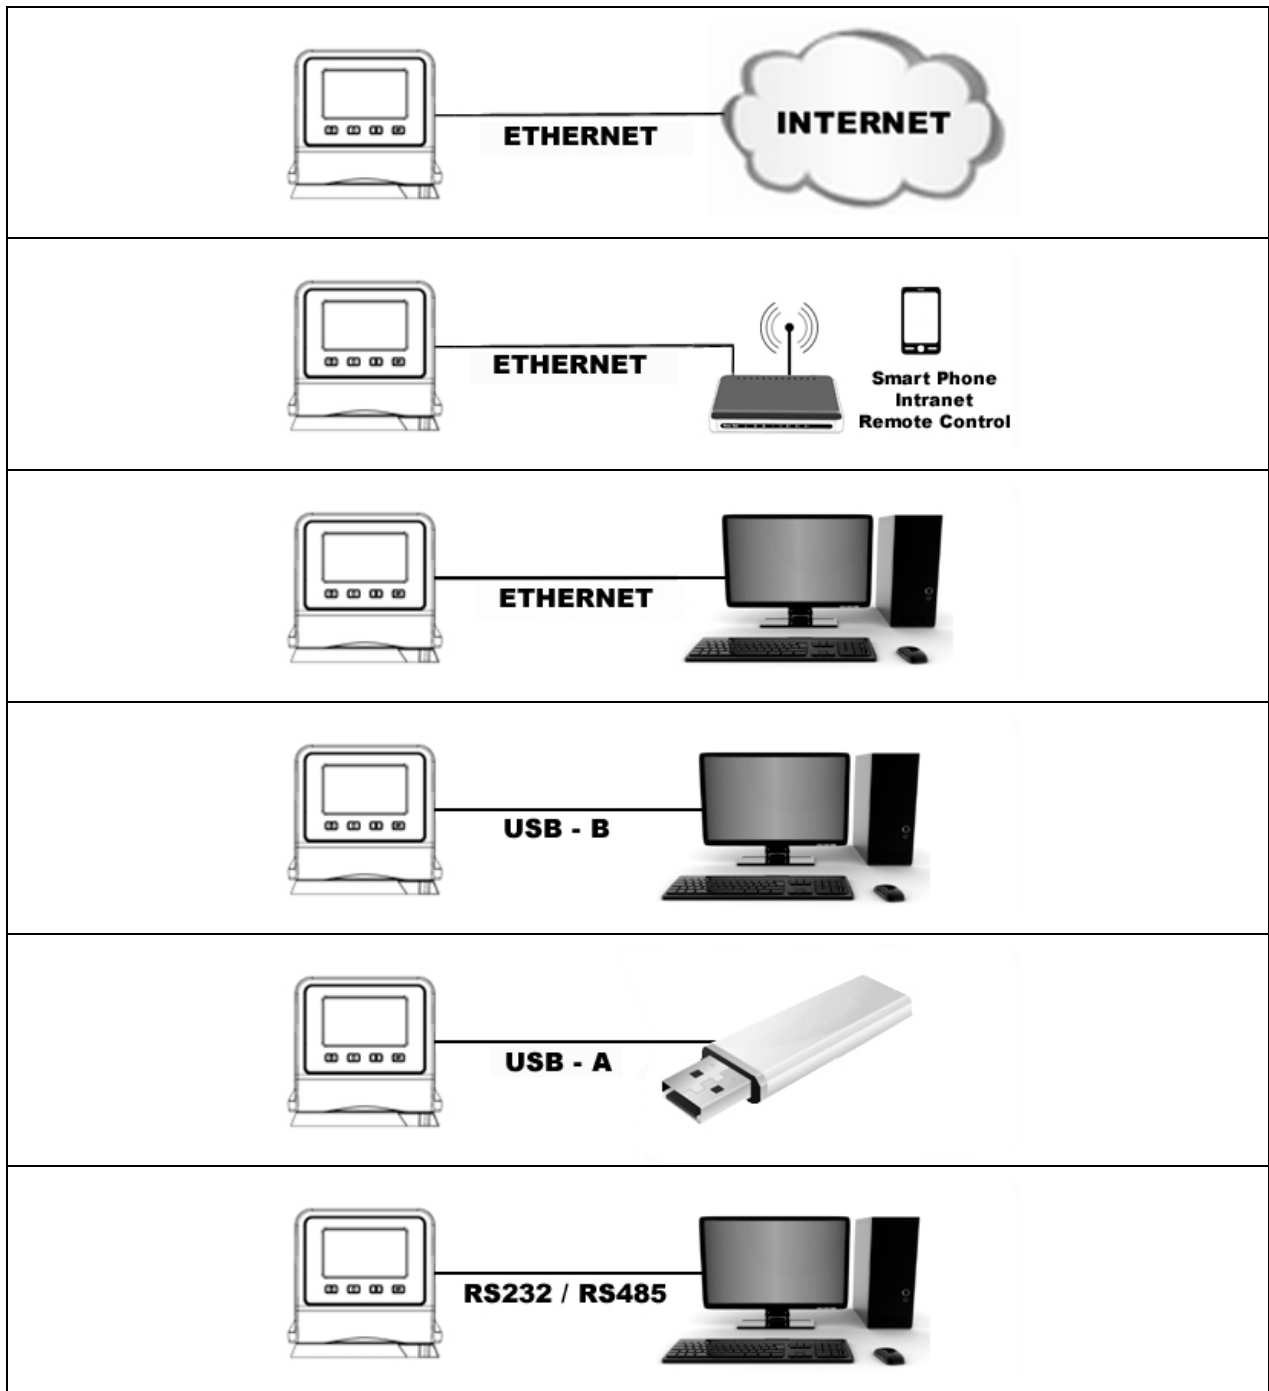 ETHERNET
INTERNET
ETHERNET
Smart Phone
Intranet
Remote Control
ETHERNET
USB - B
USB - A
RS232 / RS485